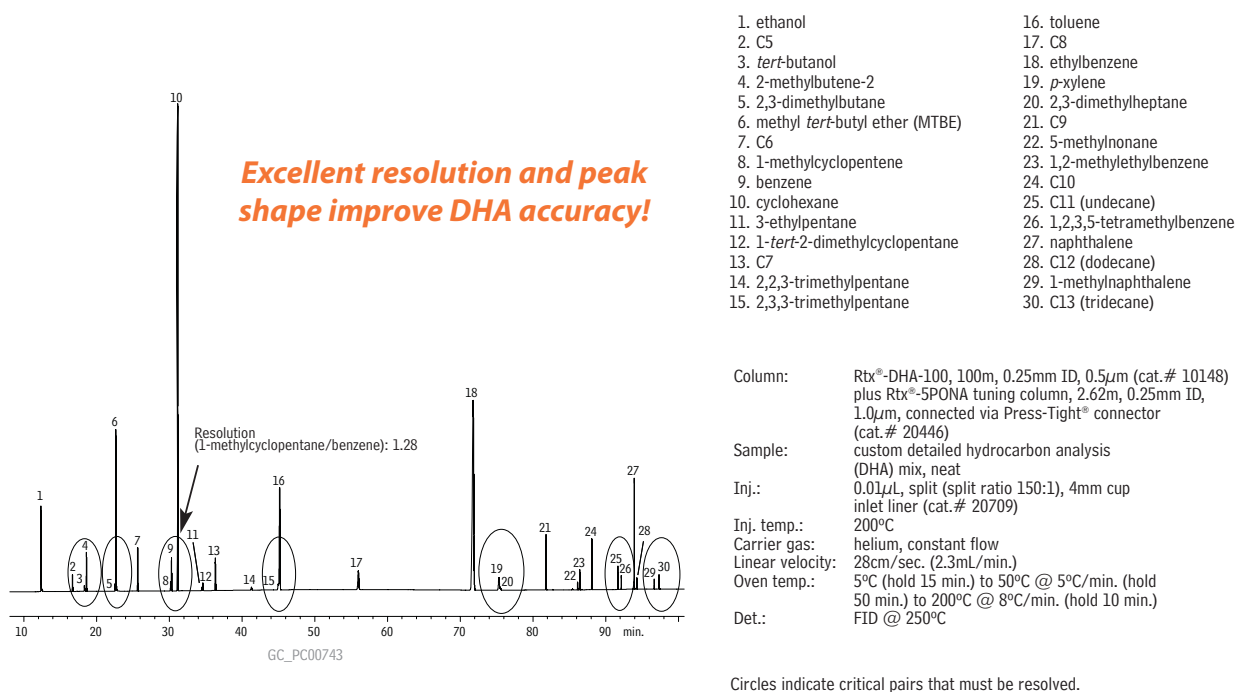 Excellent resolution and peak
shape improve DHA accuracy!
Resolution
(1-methylcyclopentane/benzene): 1.28
1
2
3
4
5
6
7
8
9
10
11
12
13
14
15
16
17
18
19
20
21
22
23
24
25
26
27
28
29
30
10 20 30 40 50 60 70 80 90 min.
GC_PC00743
1. ethanol
2. C5
3. tert-butanol
4. 2-methylbutene-2
5. 2,3-dimethylbutane
6. methyl tert-butyl ether (MTBE)
7. C6
8. 1-methylcyclopentene
9. benzene
10. cyclohexane
11. 3-ethylpentane
12. 1-tert-2-dimethylcyclopentane
13. C7
14. 2,2,3-trimethylpentane
15. 2,3,3-trimethylpentane
16. toluene
17. C8
18. ethylbenzene
19. p-xylene
20. 2,3-dimethylheptane
21. C9
22. 5-methylnonane
23. 1,2-methylethylbenzene
24. C10
25. C11 (undecane)
26. 1,2,3,5-tetramethylbenzene
27. naphthalene
28. C12 (dodecane)
29. 1-methylnaphthalene
30. C13 (tridecane)
Column: Rtx®-DHA-100, 100m, 0.25mm ID, 0.5µm (cat.# 10148)
plus Rtx®-5PONA tuning column, 2.62m, 0.25mm ID,
1.0µm, connected via Press-Tight® connector
(cat.# 20446)
Sample: custom detailed hydrocarbon analysis
(DHA) mix, neat
Inj.: 0.01µL, split (split ratio 150:1), 4mm cup
inlet liner (cat.# 20709)
Inj. temp.: 200ºC
Carrier gas: helium, constant flow
Linear velocity: 28cm/sec. (2.3mL/min.)
Oven temp.: 5ºC (hold 15 min.) to 50ºC @ 5ºC/min. (hold
50 min.) to 200ºC @ 8ºC/min. (hold 10 min.)
Det.: FID @ 250ºC
Circles indicate critical pairs that must be resolved.